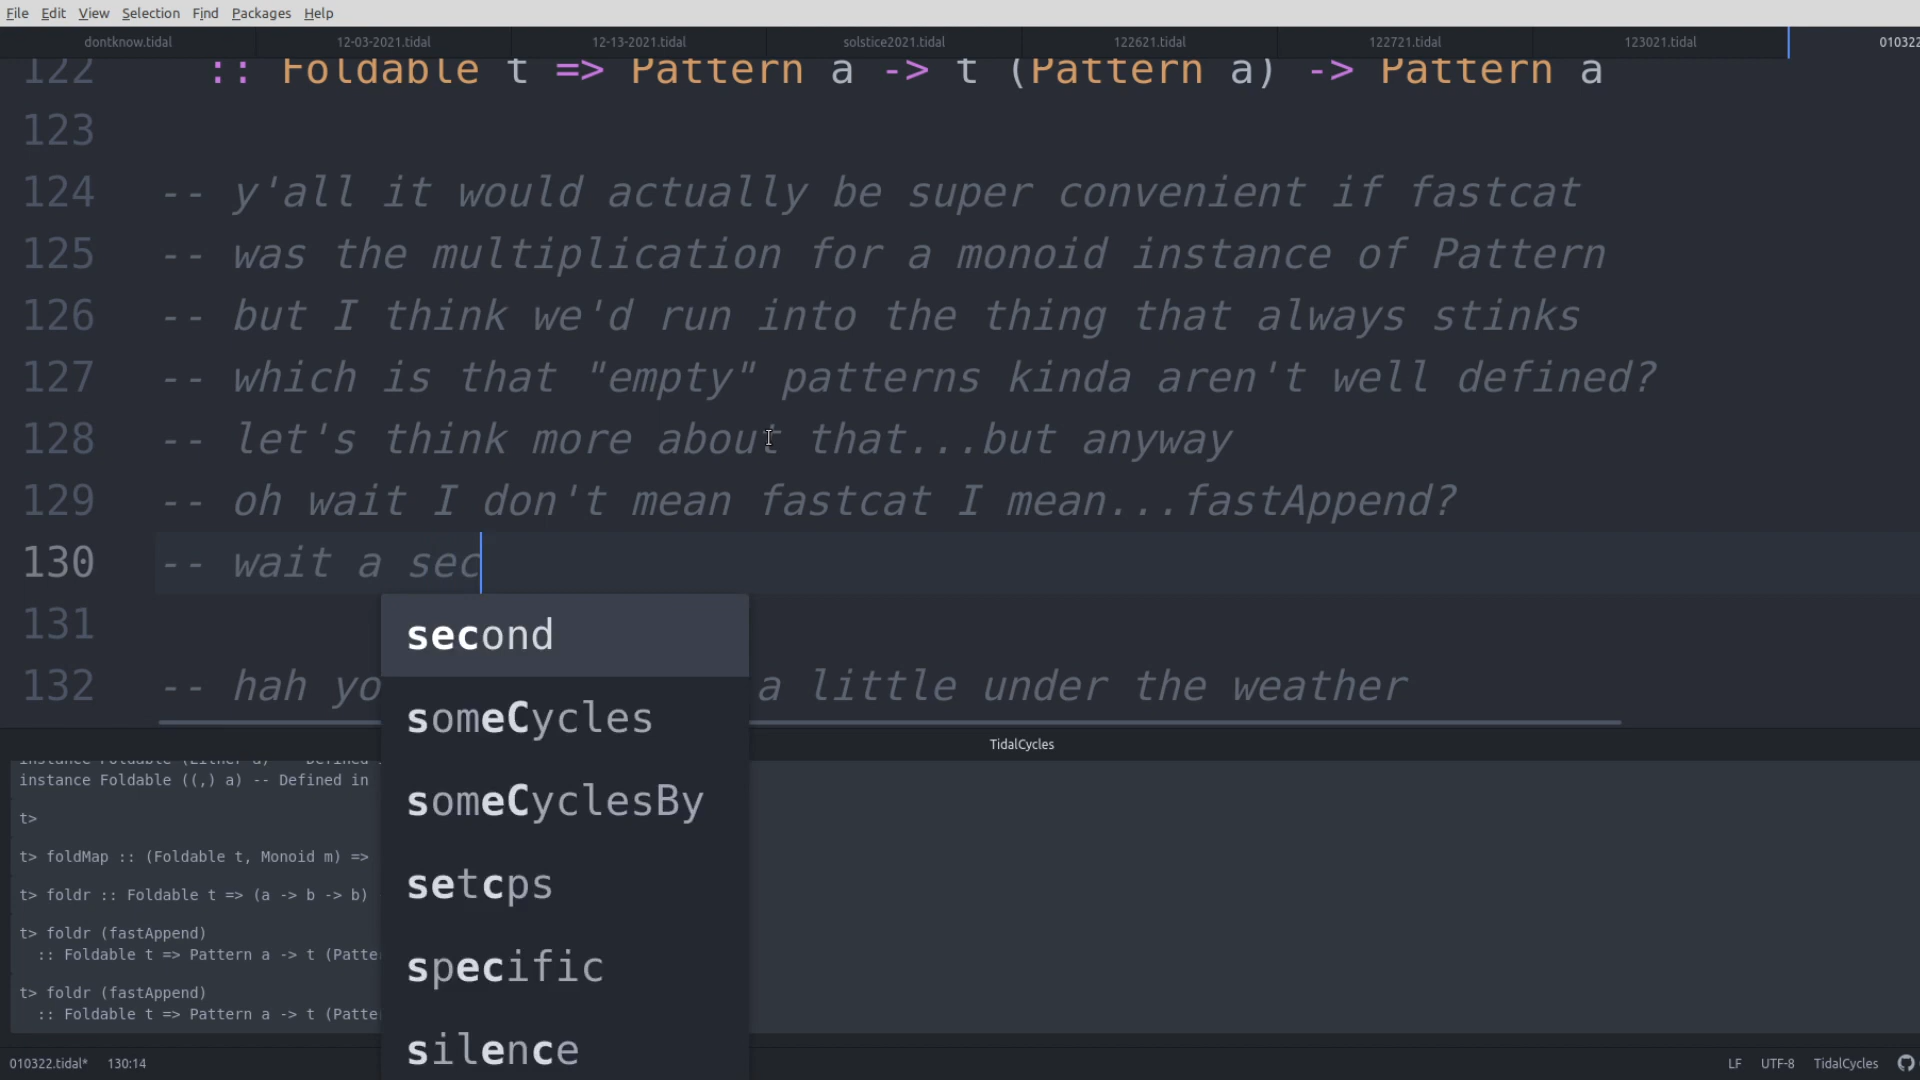 File Edit View Selection Find Packages Help
dontknow.tidal 12-03-2021.tidal 12-13-2021.tidal solstice2021.tidal 122621.tidal 122721.tidal 123021.tidal 010322
122 :: Foldable t => Pattern a -> t (Pattern a) -> Pattern a
123
124 -- y'all it would actually be super convenient if fastcat
125 -- was the multiplication for a monoid instance of Pattern
126 -- but I think we'd run into the thing that always stinks
127 -- which is that "empty" patterns kinda aren't well defined?
128 -- let's think more about that...but anyway
129 -- oh wait I don't mean fastcat I mean...fastAppend?
130 -- wait a sec
131
132 -- hah yo a little under the weather
second
someCycles
someCyclesBy
setcps
specific
silence
TidalCycles
instance Foldable (Either a) -- Defined
instance Foldable ((,) a) -- Defined in
t>
t> foldMap :: (Foldable t, Monoid m) =>
t> foldr :: Foldable t => (a -> b -> b)
t> foldr (fastAppend)
:: Foldable t => Pattern a -> t (Patte
t> foldr (fastAppend)
:: Foldable t => Pattern a -> t (Patte
010322.tidal* 130:14 LF UTF-8 TidalCycles